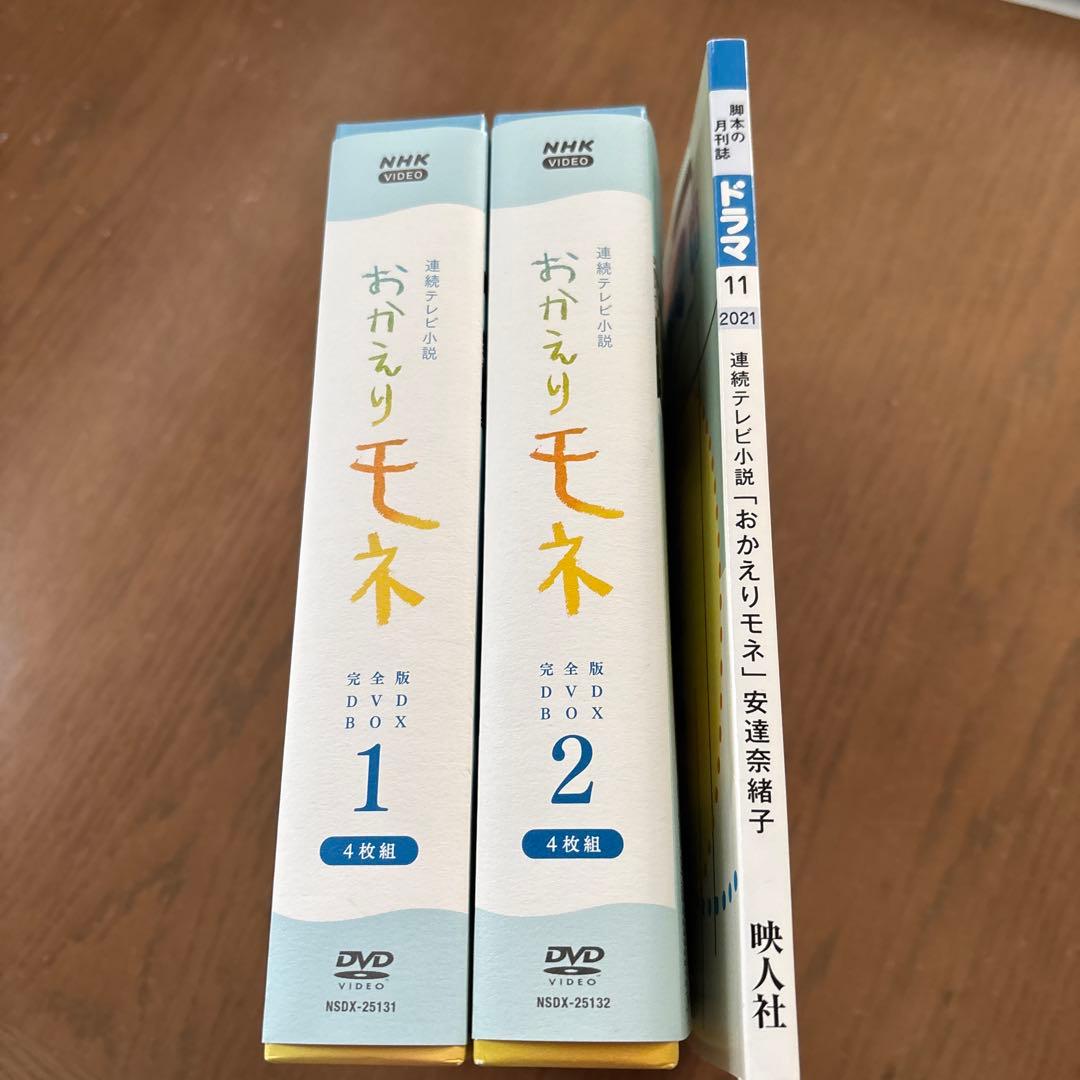 NHK
VIDEO
連続テレビ小説
おかえりモネ
完全版
DVD
BOX
1
4枚組
DVD
VIDEO
NSDX-25131
NHK
VIDEO
連続テレビ小説
おかえりモネ
完全版
DVD
BOX
2
4枚組
DVD
VIDEO
NSDX-25132
脚本の
月刊誌
ドラマ
11
2021
連続テレビ小説「おかえりモネ」安達奈緒子
映人社